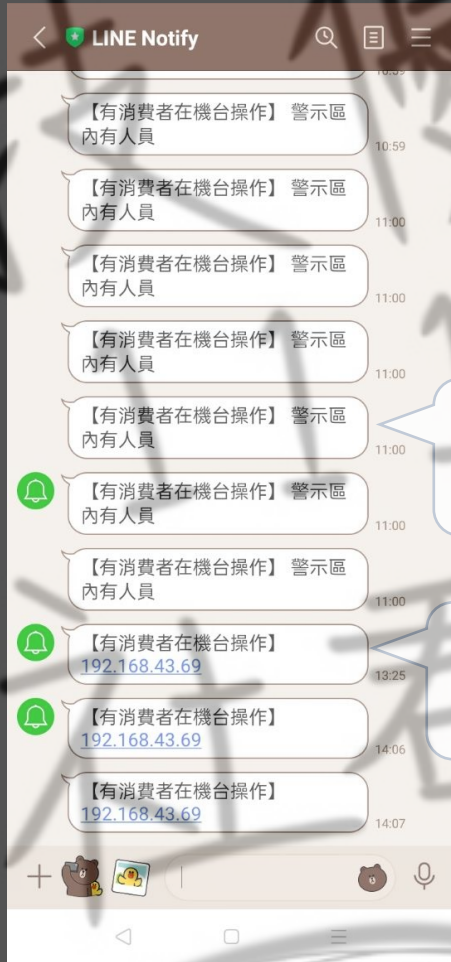 LINE Notify
10:59
【有消費者在機台操作】 警示區
內有人員
10:59
【有消費者在機台操作】 警示區
內有人員
11:00
【有消費者在機台操作】 警示區
內有人員
11:00
【有消費者在機台操作】 警示區
內有人員
11:00
【有消費者在機台操作】 警示區
內有人員
11:00
【有消費者在機台操作】 警示區
內有人員
11:00
【有消費者在機台操作】 警示區
內有人員
11:00
【有消費者在機台操作】
192.168.43.69
13:25
【有消費者在機台操作】
192.168.43.69
14:06
【有消費者在機台操作】
192.168.43.69
14:07